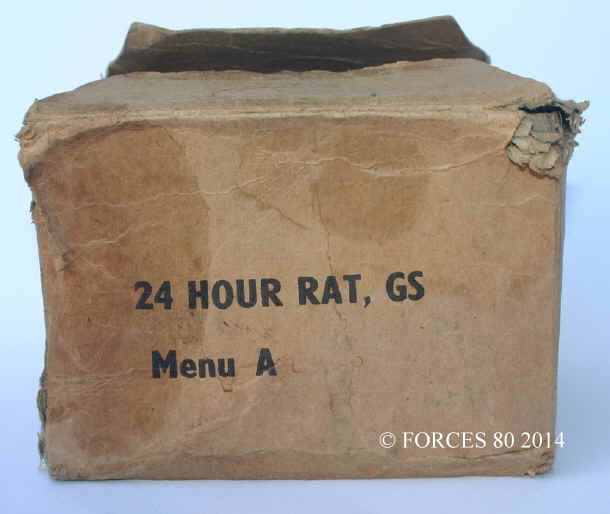 24 HOUR RAT, GS
Menu A
© FORCES 80 2014